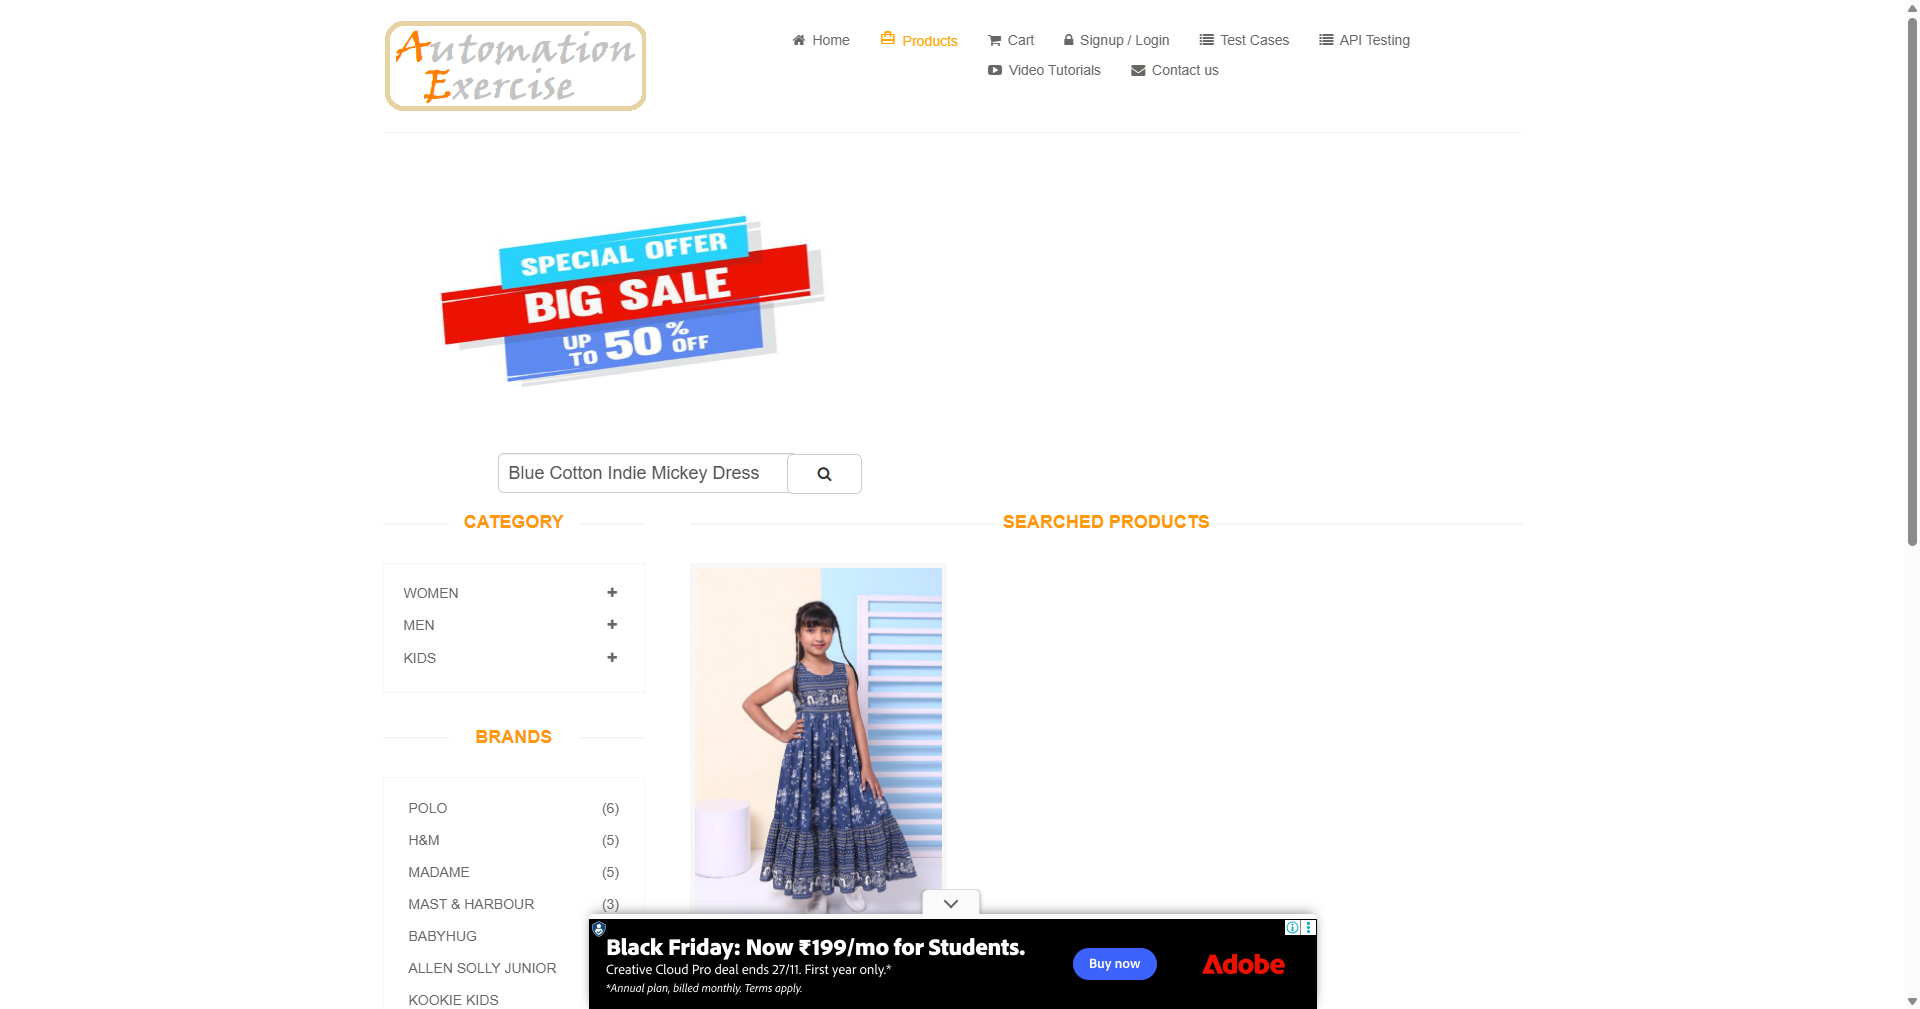 Automation
Exercise
Home
Products
Cart
Signup / Login
Test Cases
API Testing
Video Tutorials
Contact us
SPECIAL OFFER
BIG SALE
UP TO 50% OFF
Blue Cotton Indie Mickey Dress
CATEGORY
WOMEN
MEN
KIDS
BRANDS
POLO (6)
H&M (5)
MADAME (5)
MAST & HARBOUR (3)
BABYHUG
ALLEN SOLLY JUNIOR
KOOKIE KIDS
SEARCHED PRODUCTS
Black Friday: Now ₹199/mo for Students.
Creative Cloud Pro deal ends 27/11. First year only.*
*Annual plan, billed monthly. Terms apply.
Buy now
Adobe